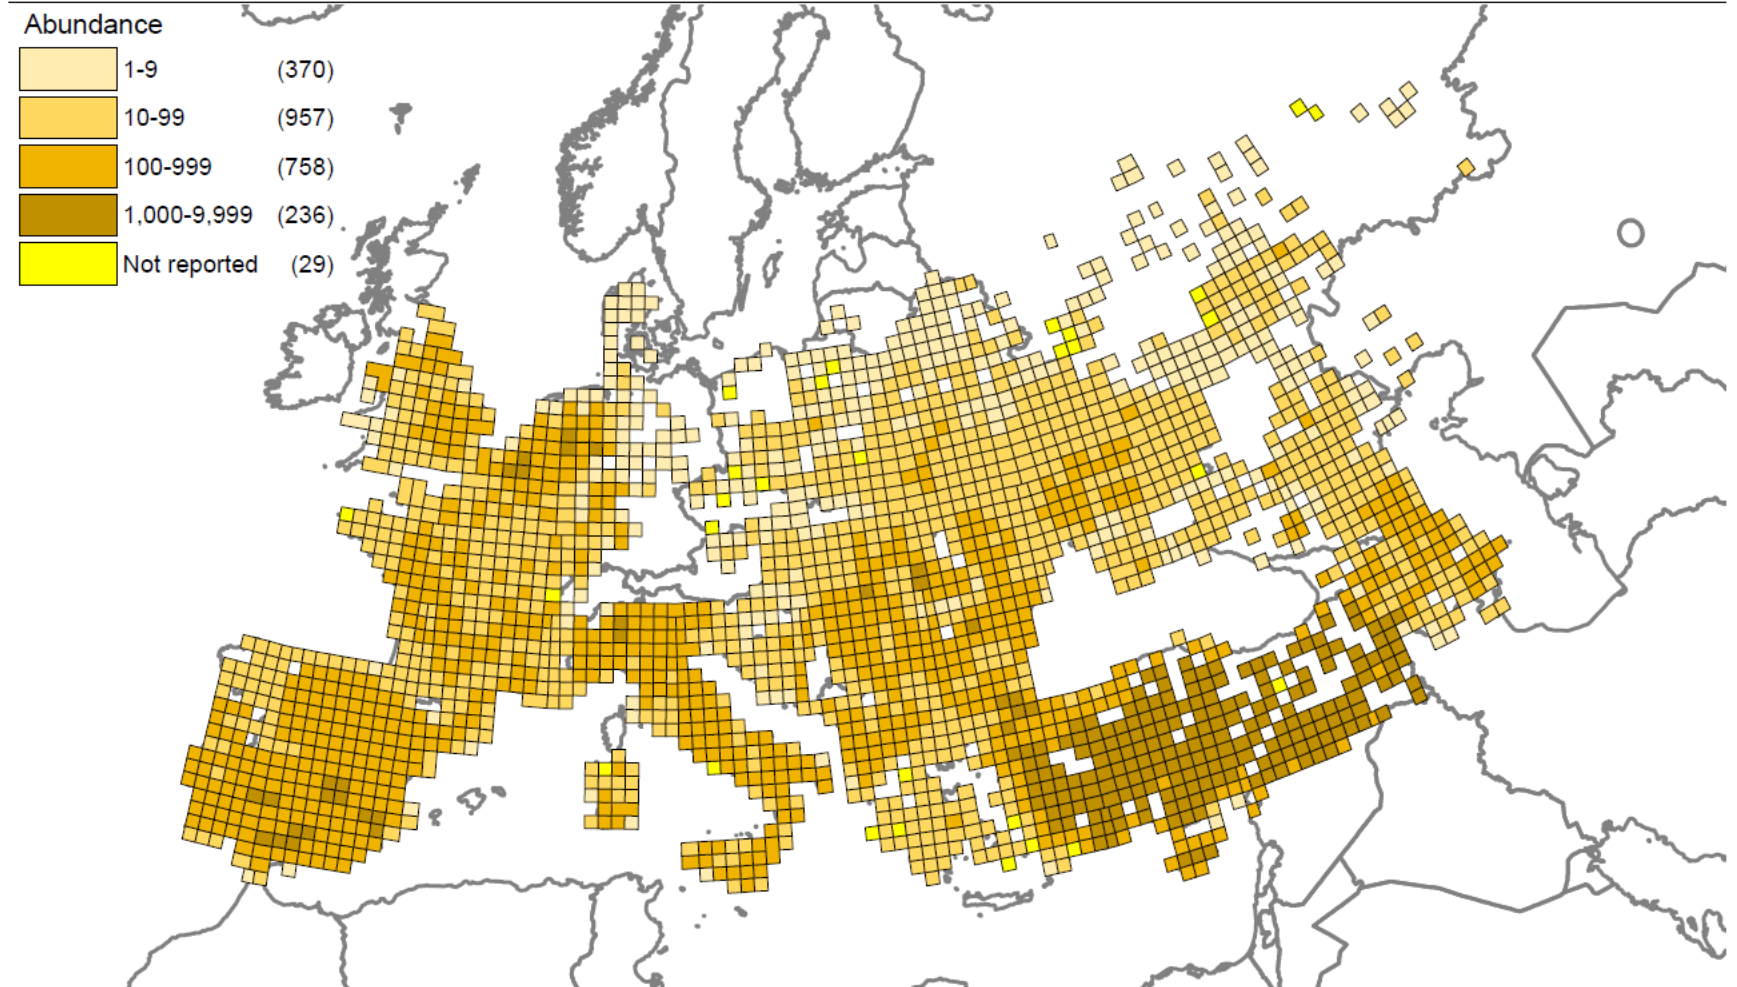 Abundance
1-9 (370)
10-99 (957)
100-999 (758)
1,000-9,999 (236)
Not reported (29)